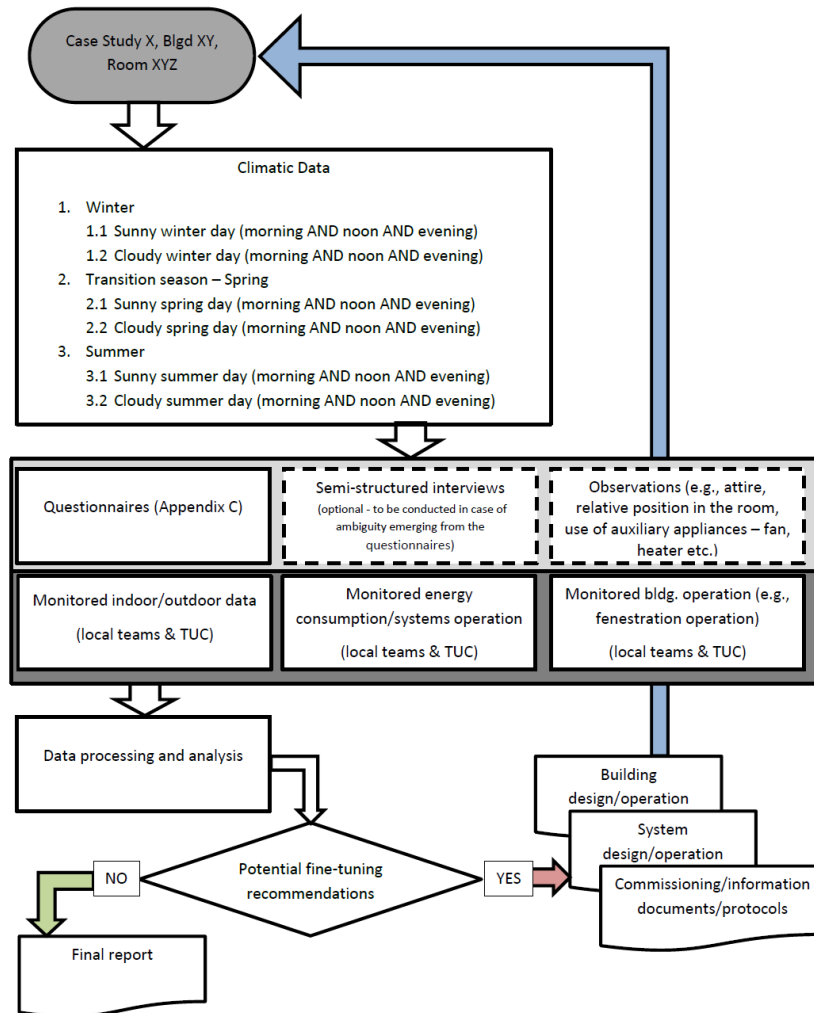 Case Study X, Blgd XY,
Room XYZ
Climatic Data
1. Winter
1.1 Sunny winter day (morning AND noon AND evening)
1.2 Cloudy winter day (morning AND noon AND evening)
2. Transition season – Spring
2.1 Sunny spring day (morning AND noon AND evening)
2.2 Cloudy spring day (morning AND noon AND evening)
3. Summer
3.1 Sunny summer day (morning AND noon AND evening)
3.2 Cloudy summer day (morning AND noon AND evening)
Questionnaires (Appendix C)
Semi-structured interviews
(optional - to be conducted in case of
ambiguity emerging from the
questionnaires)
Observations (e.g., attire,
relative position in the room,
use of auxiliary appliances – fan,
heater etc.)
Monitored indoor/outdoor data
(local teams & TUC)
Monitored energy
consumption/systems operation
(local teams & TUC)
Monitored bldg. operation (e.g.,
fenestration operation)
(local teams & TUC)
Data processing and analysis
Potential fine-tuning
recommendations
NO
YES
Final report
Building
design/operation
System
design/operation
Commissioning/information
documents/protocols